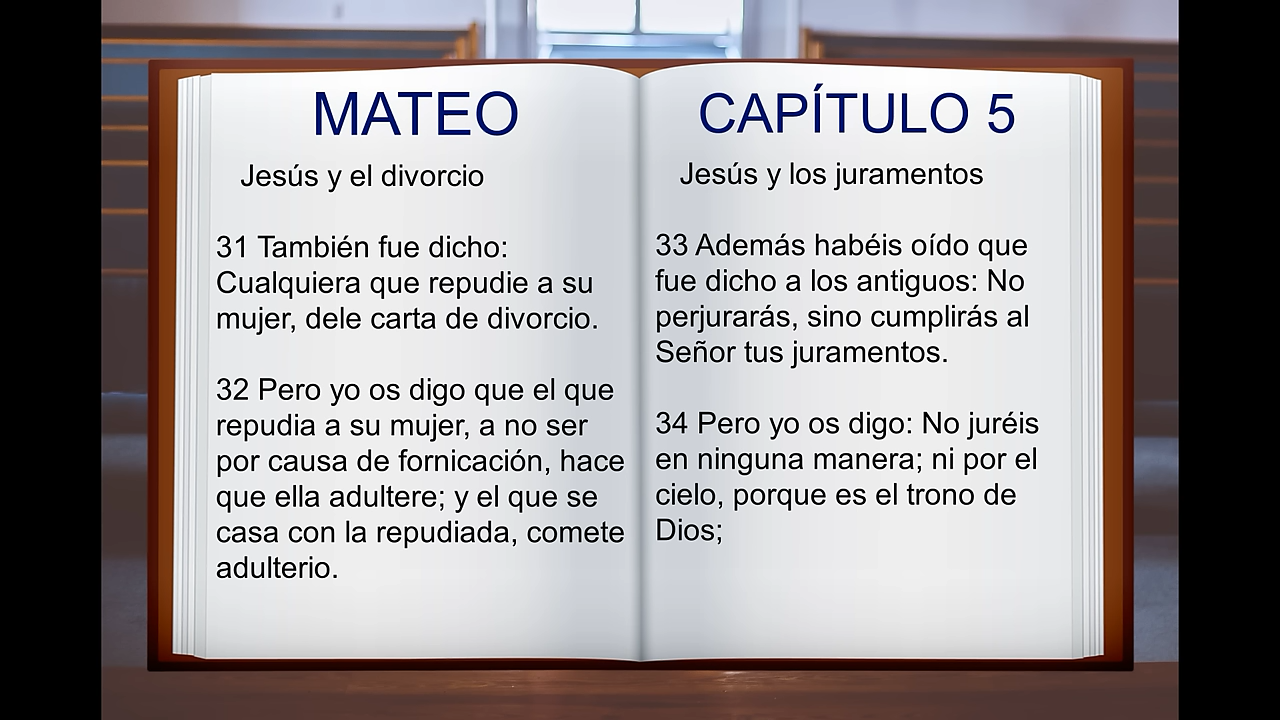 MATEO
Jesús y el divorcio
31 También fue dicho:
Cualquiera que repudie a su
mujer, dele carta de divorcio.
32 Pero yo os digo que el que
repudia a su mujer, a no ser
por causa de fornicación, hace
que ella adultere; y el que se
casa con la repudiada, comete
adulterio.
CAPÍTULO 5
Jesús y los juramentos
33 Además habéis oído que
fue dicho a los antiguos: No
perjurarás, sino cumplirás al
Señor tus juramentos.
34 Pero yo os digo: No juréis
en ninguna manera; ni por el
cielo, porque es el trono de
Dios;